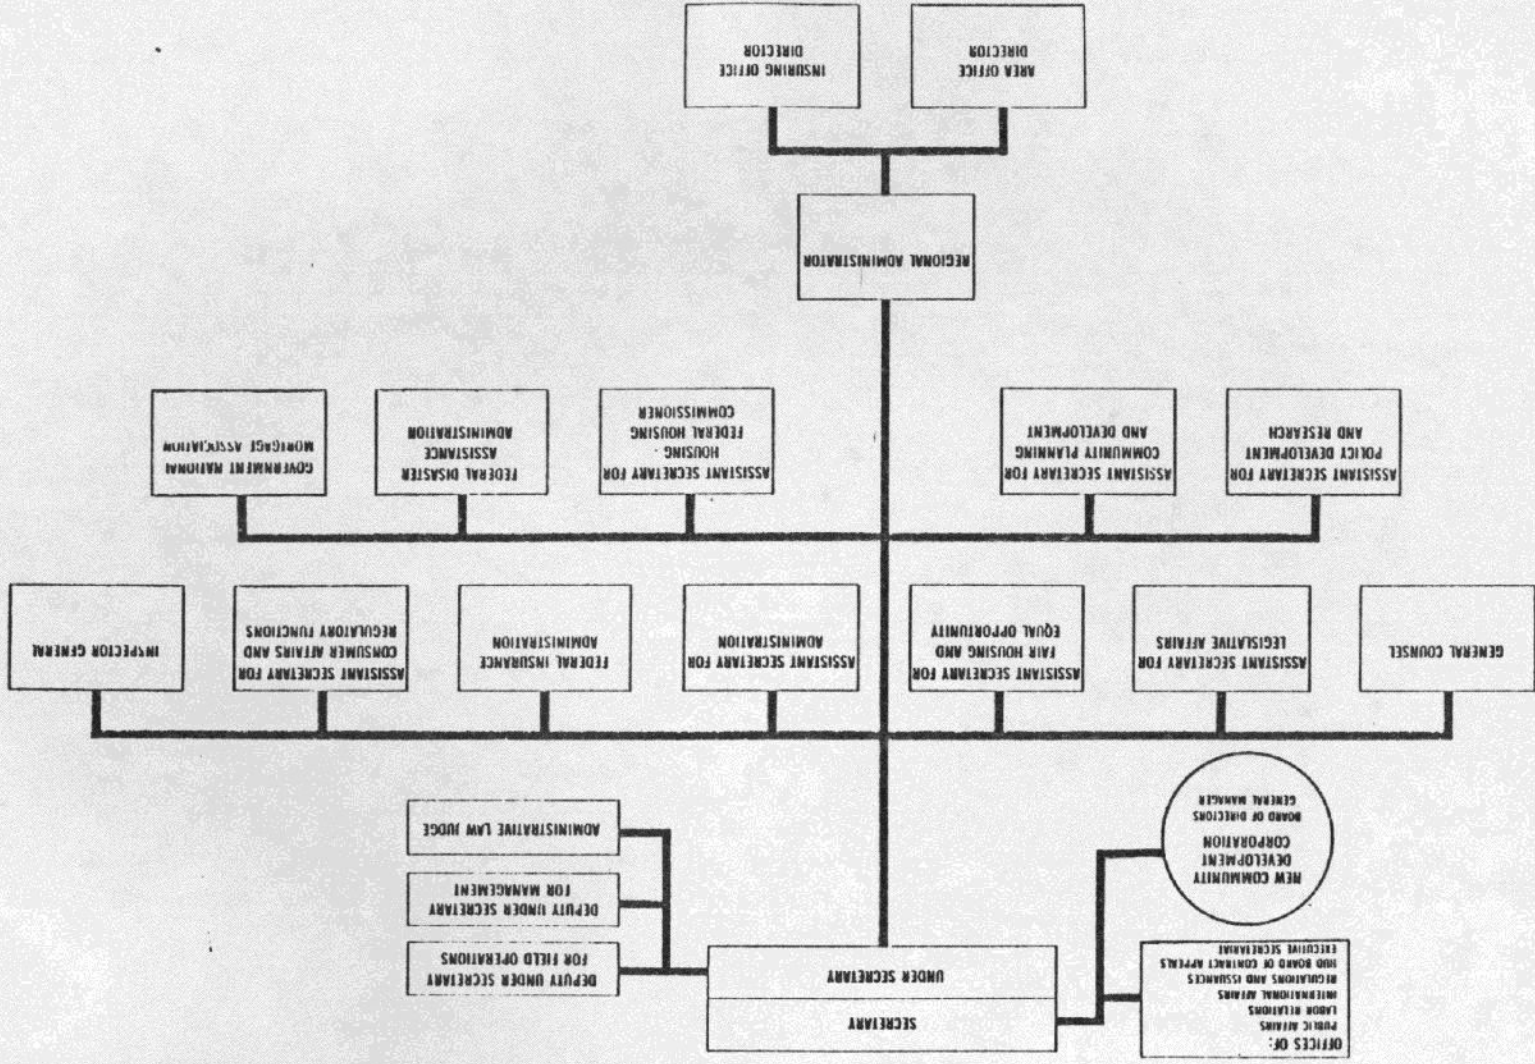 OFFICES OF:
PUBLIC AFFAIRS
LABOR RELATIONS
INTERNATIONAL AFFAIRS
REGULATIONS AND ISSUANCES
HUD BOARD OF CONTRACT APPEALS
EXECUTIVE SECRETARIAT
SECRETARY
UNDER SECRETARY
DEPUTY UNDER SECRETARY
FOR FIELD OPERATIONS
DEPUTY UNDER SECRETARY
FOR MANAGEMENT
ADMINISTRATIVE LAW JUDGE
NEW COMMUNITY
DEVELOPMENT
CORPORATION
BOARD OF DIRECTORS
GENERAL MANAGER
GENERAL COUNSEL
ASSISTANT SECRETARY FOR
LEGISLATIVE AFFAIRS
ASSISTANT SECRETARY FOR
FAIR HOUSING AND
EQUAL OPPORTUNITY
ASSISTANT SECRETARY FOR
ADMINISTRATION
FEDERAL INSURANCE
ADMINISTRATION
ASSISTANT SECRETARY FOR
CONSUMER AFFAIRS AND
REGULATORY FUNCTIONS
INSPECTOR GENERAL
ASSISTANT SECRETARY FOR
POLICY DEVELOPMENT
AND RESEARCH
ASSISTANT SECRETARY FOR
COMMUNITY PLANNING
AND DEVELOPMENT
ASSISTANT SECRETARY FOR
HOUSING
FEDERAL HOUSING
COMMISSIONER
FEDERAL DISASTER
ASSISTANCE
ADMINISTRATION
GOVERNMENT NATIONAL
MORTGAGE ASSOCIATION
REGIONAL ADMINISTRATOR
AREA OFFICE
DIRECTOR
INSURING OFFICE
DIRECTOR